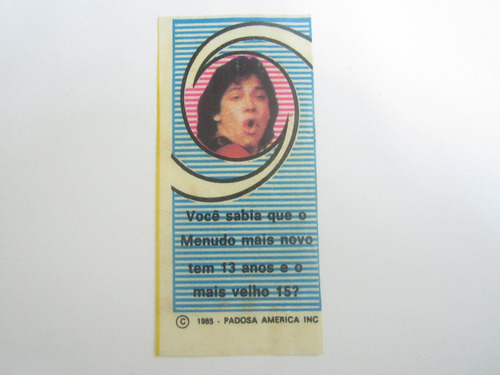 Você sabia que o
Menudo mais novo
tem 13 anos e o
mais velho 15?
© 1985 - PADOSA AMERICA INC